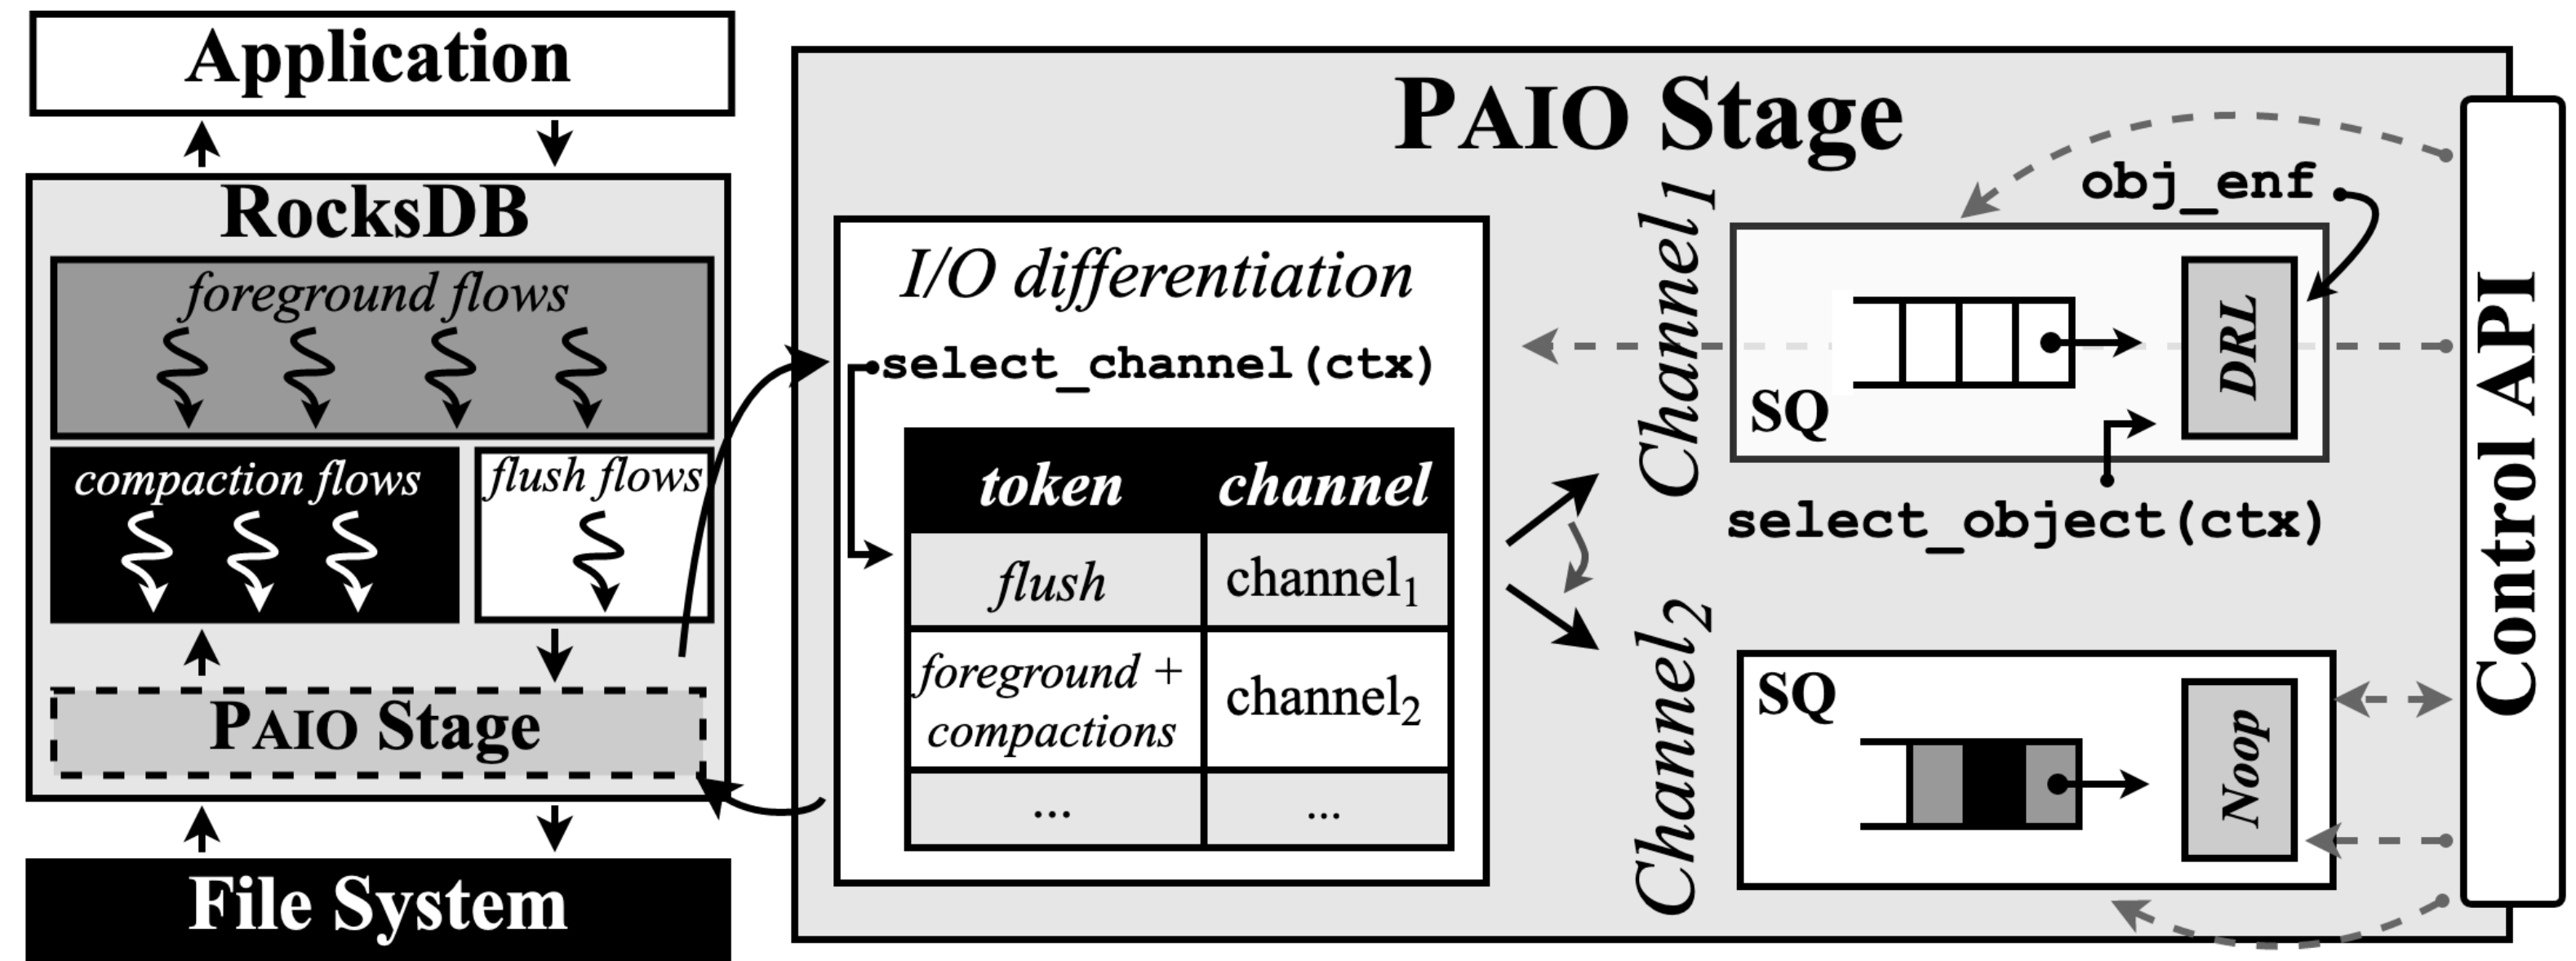 Application
RocksDB
foreground flows
compaction flows
flush flows
PAIO Stage
File System
PAIO Stage
I/O differentiation
select_channel(ctx)
token channel
flush channel1
foreground + compactions channel2
... ...
Channel1
obj_enf
SQ
DRL
select_object(ctx)
Channel2
SQ
Noop
Control API